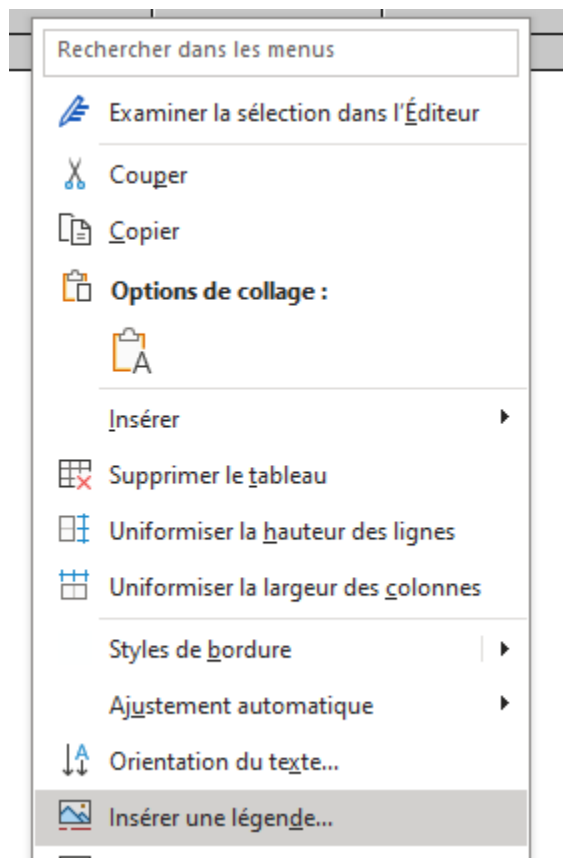 Rechercher dans les menus
Examiner la sélection dans l'Éditeur
Couper
Copier
Options de collage :
Insérer
Supprimer le tableau
Uniformiser la hauteur des lignes
Uniformiser la largeur des colonnes
Styles de bordure
Ajustement automatique
Orientation du texte...
Insérer une légende...